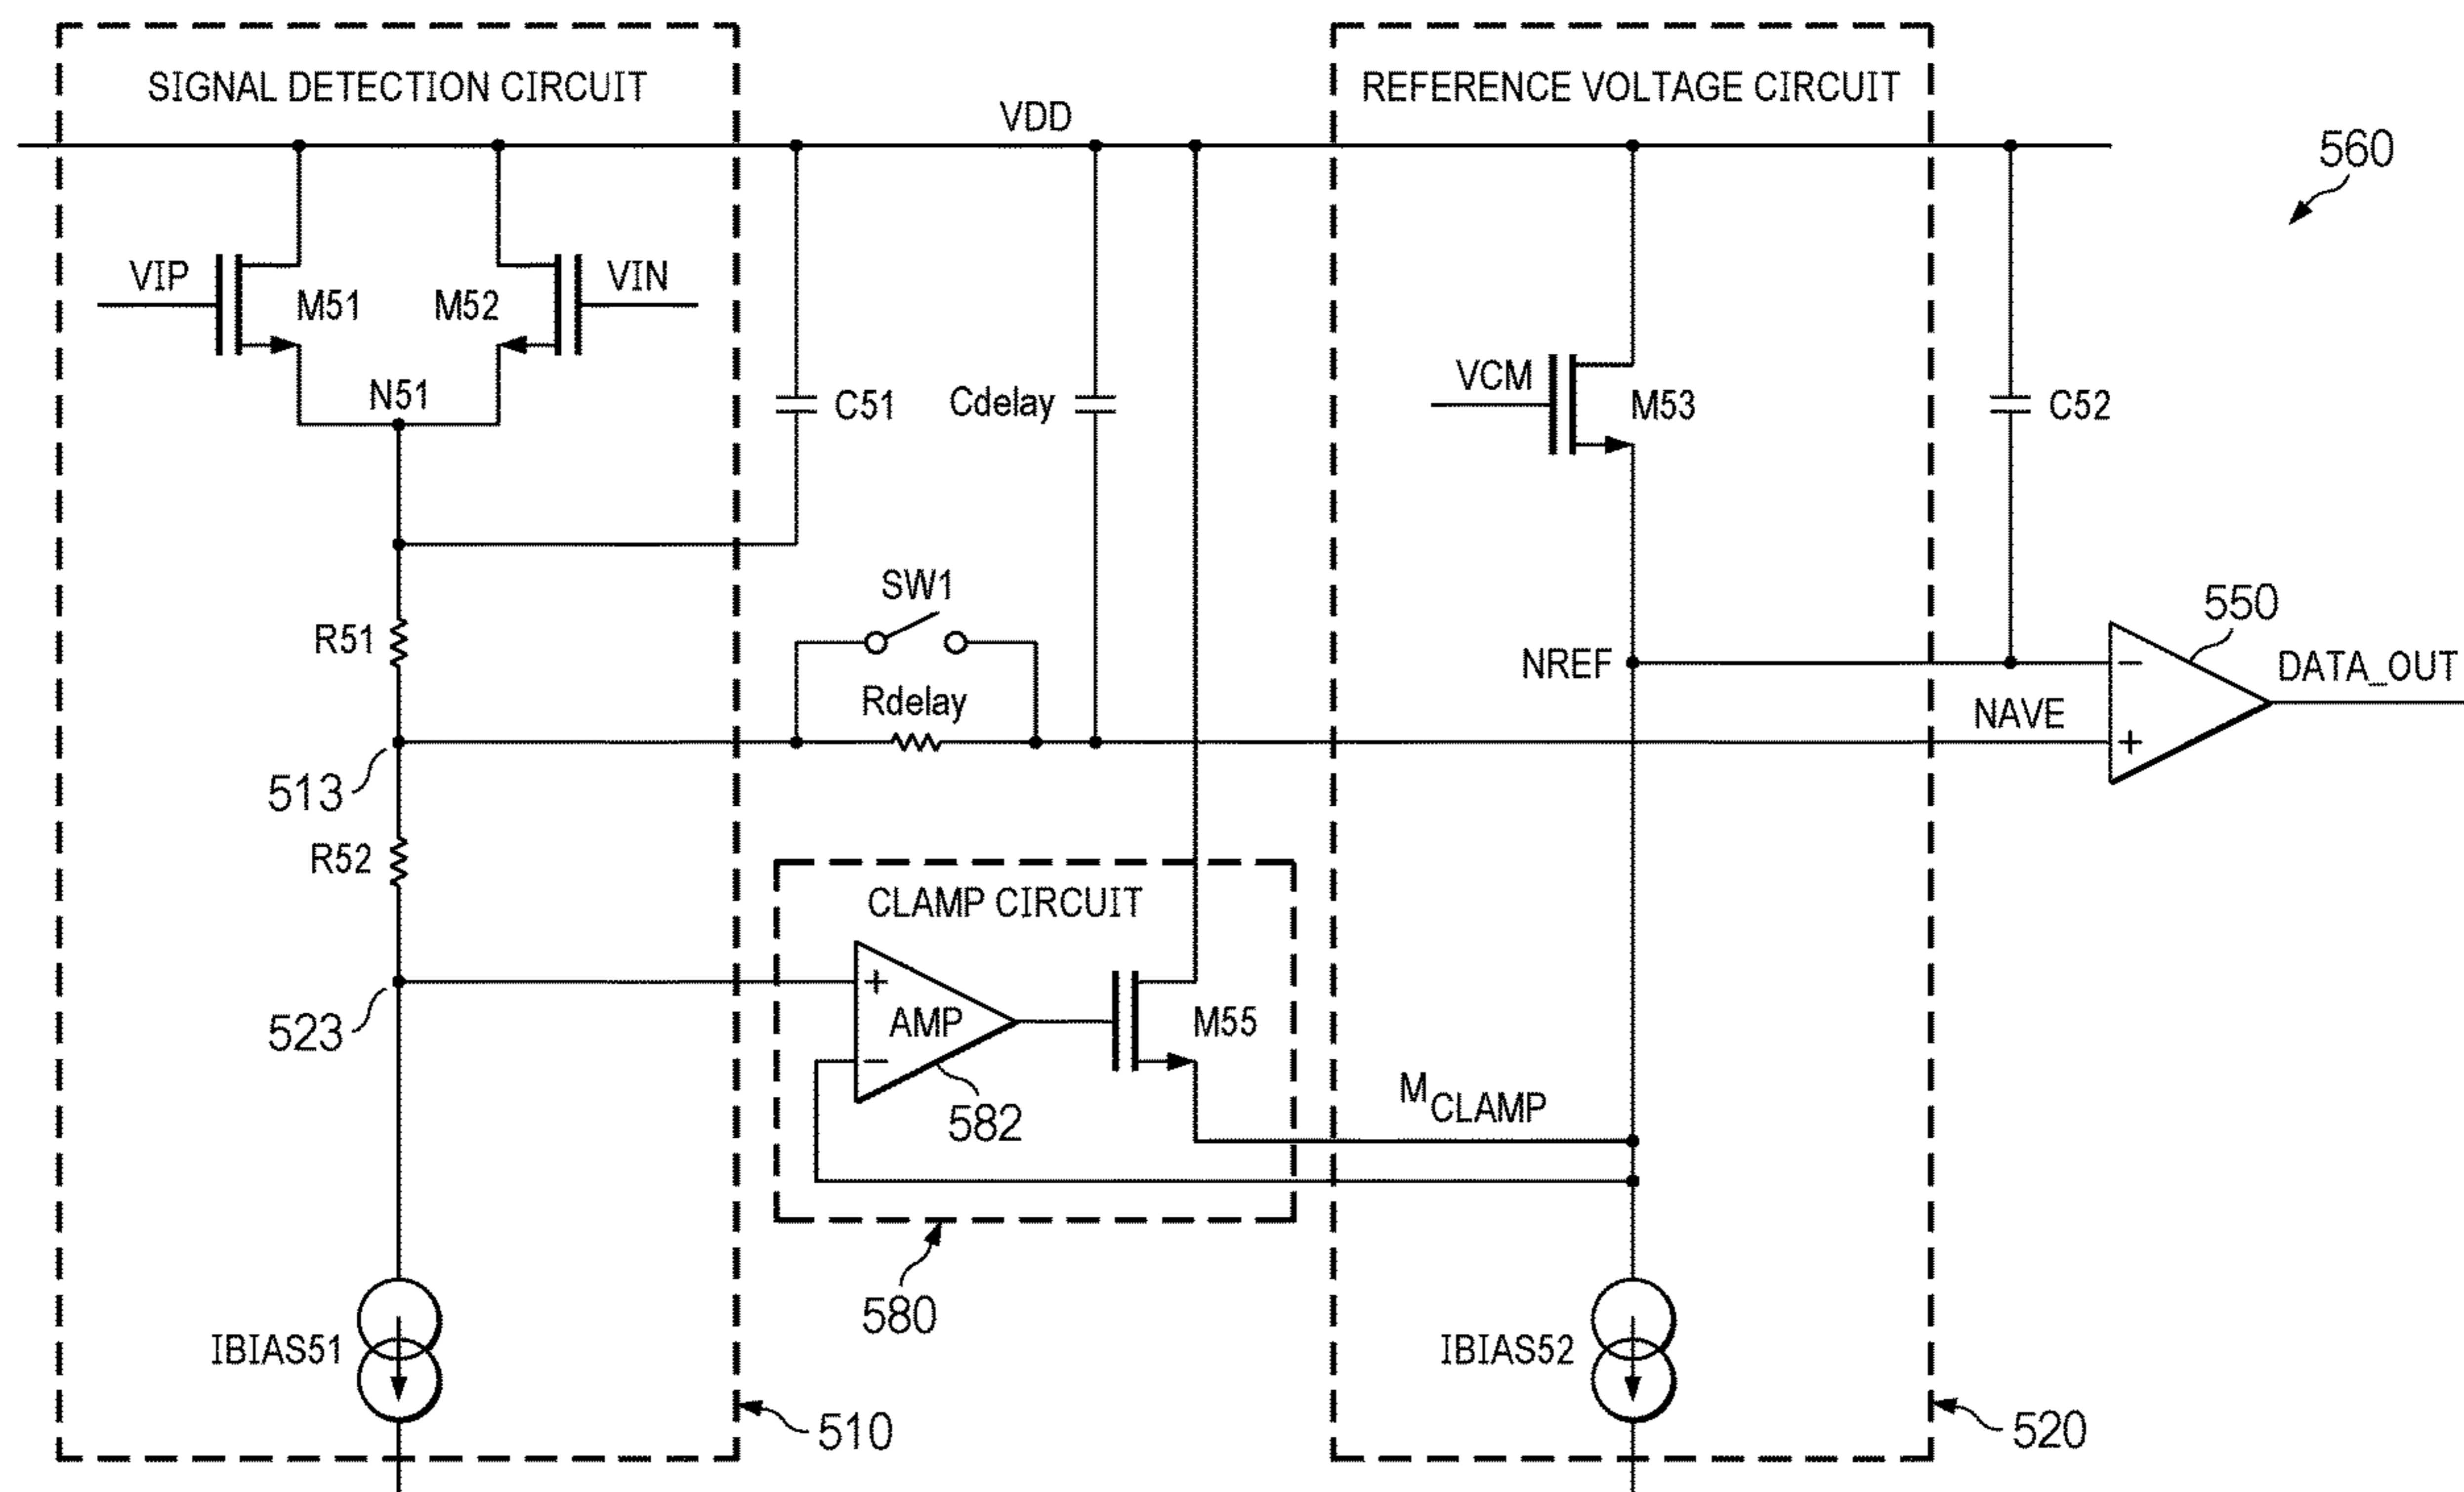 SIGNAL DETECTION CIRCUIT
REFERENCE VOLTAGE CIRCUIT
VDD
560
VIP
M51
M52
VIN
N51
C51
Cdelay
VCM
M53
C52
R51
SW1
Rdelay
NREF
NAVE
550
−
+
DATA_OUT
513
R52
CLAMP CIRCUIT
523
+
AMP
−
M55
582
MCLAMP
580
IBIAS51
IBIAS52
510
520